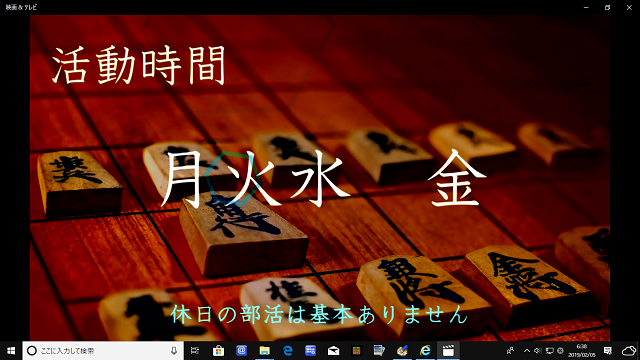 映画 & テレビ
活動時間
月火水　金
休日の部活は基本ありません
ここに入力して検索
6:38
2019/02/05